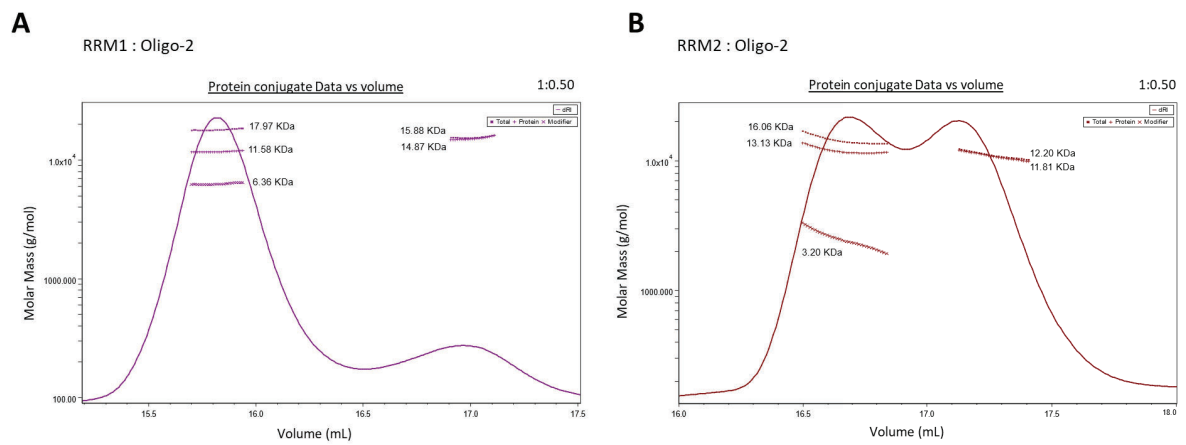 A
RRM1 : Oligo-2
Protein conjugate Data vs volume
1:0.50
dRI
Total Protein Modifier
17.97 KDa
11.58 KDa
6.36 KDa
15.88 KDa
14.87 KDa
1.0x10⁴
1000.000
100.00
Molar Mass (g/mol)
15.5 16.0 16.5 17.0 17.5
Volume (mL)
B
RRM2 : Oligo-2
Protein conjugate Data vs volume
1:0.50
dRI
Total Protein Modifier
16.06 KDa
13.13 KDa
3.20 KDa
12.20 KDa
11.81 KDa
1.0x10⁴
1000.000
Molar Mass (g/mol)
16.0 16.5 17.0 17.5 18.0
Volume (mL)